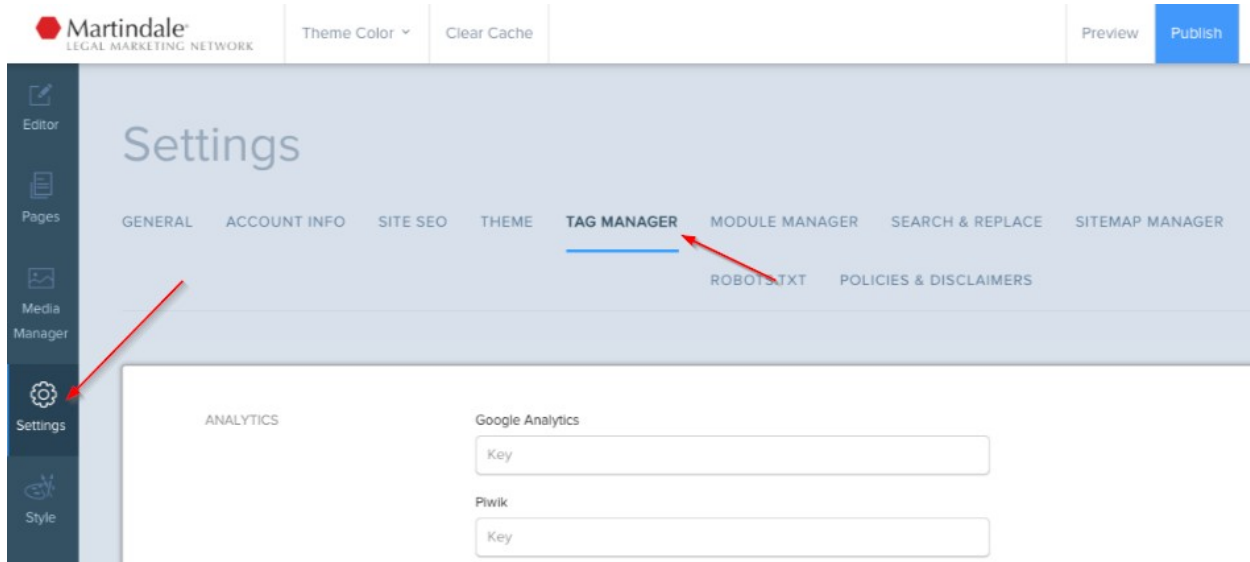 Martindale®
LEGAL MARKETING NETWORK
Theme Color
Clear Cache
Preview
Publish
Editor
Pages
Media
Manager
Settings
Style
Settings
GENERAL ACCOUNT INFO SITE SEO THEME TAG MANAGER MODULE MANAGER SEARCH & REPLACE SITEMAP MANAGER
ROBOTS.TXT POLICIES & DISCLAIMERS
ANALYTICS
Google Analytics
Key
Piwik
Key